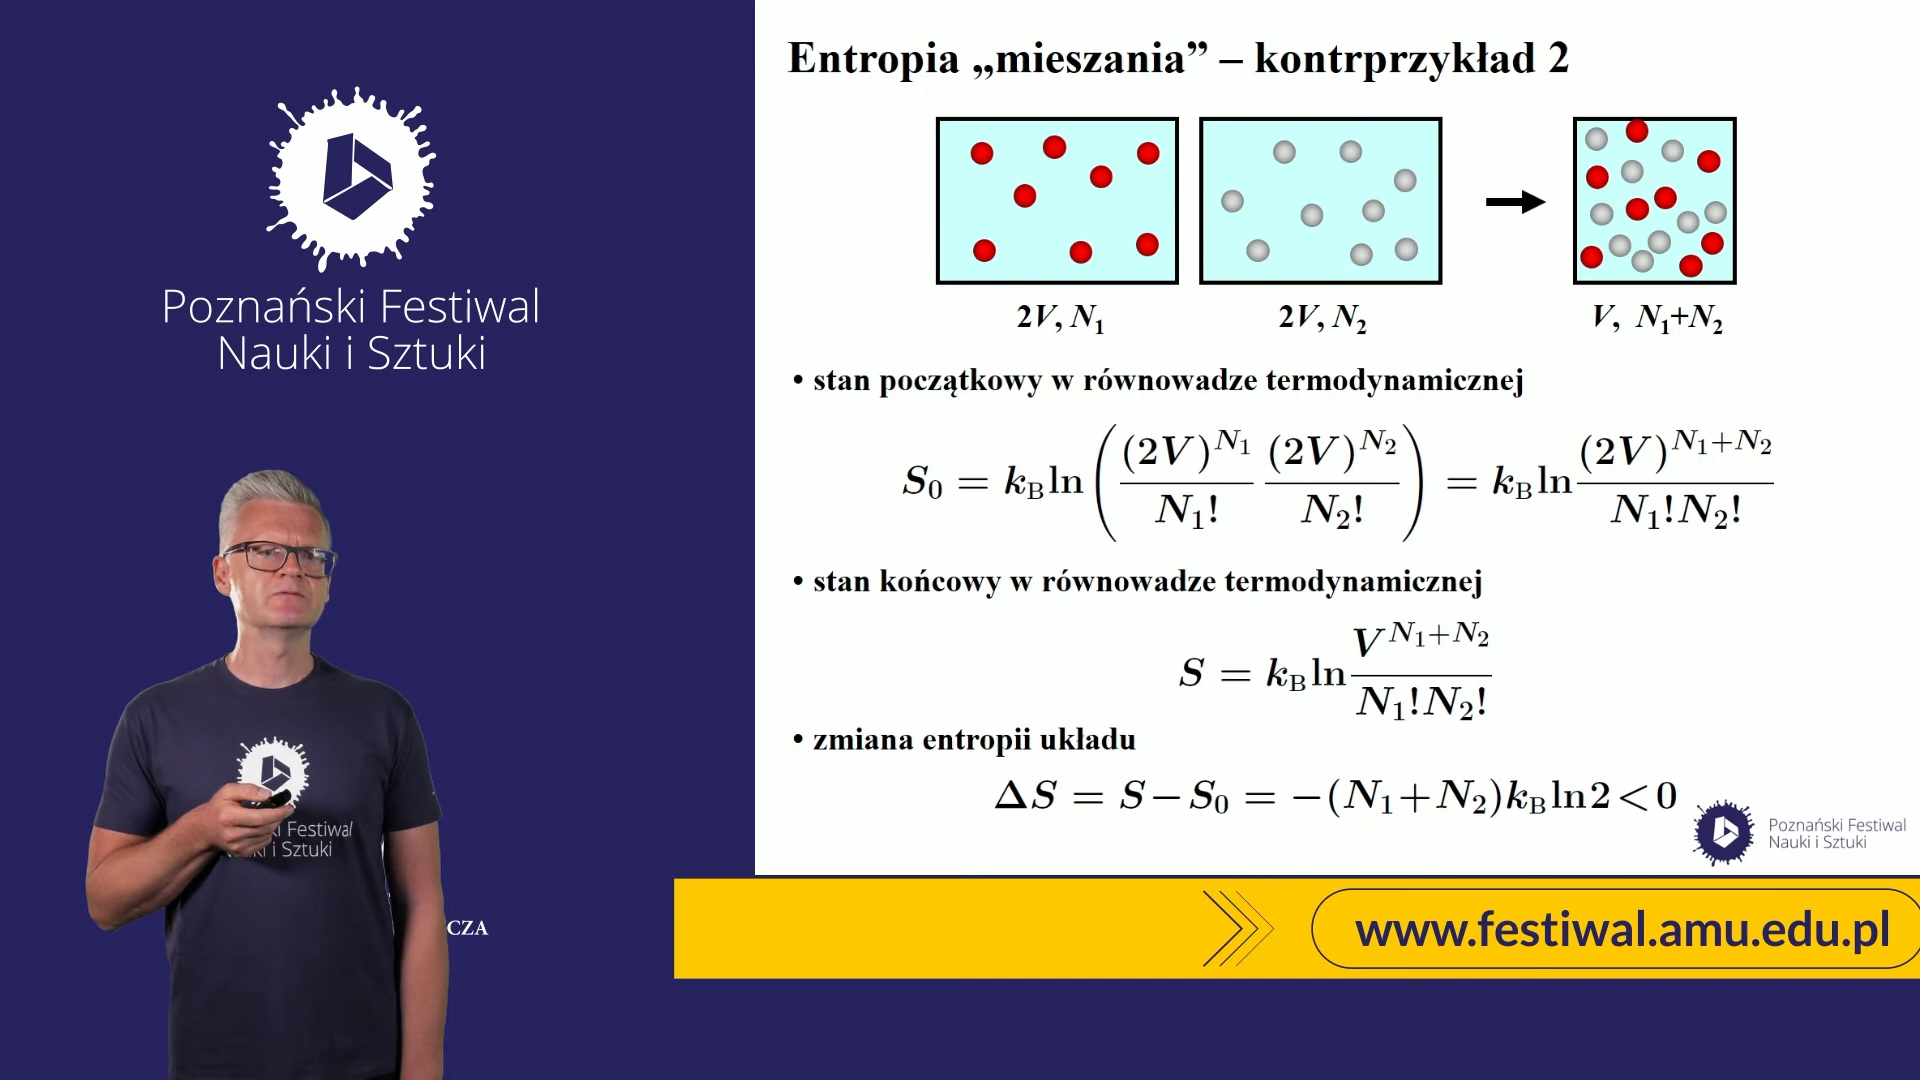 Poznański Festiwal
Nauki i Sztuki
Entropia „mieszania” – kontrprzykład 2
2V, N₁
2V, N₂
V, N₁+N₂
• stan początkowy w równowadze termodynamicznej
S₀ = k_B ln( (2V)^{N₁}/N₁! (2V)^{N₂}/N₂! ) = k_B ln (2V)^{N₁+N₂}/N₁!N₂!
• stan końcowy w równowadze termodynamicznej
S = k_B ln V^{N₁+N₂}/N₁!N₂!
• zmiana entropii układu
ΔS = S−S₀ = −(N₁+N₂)k_B ln2<0
Poznański Festiwal
Nauki i Sztuki
Festiwal
i Sztuki
CZA
www.festiwal.amu.edu.pl